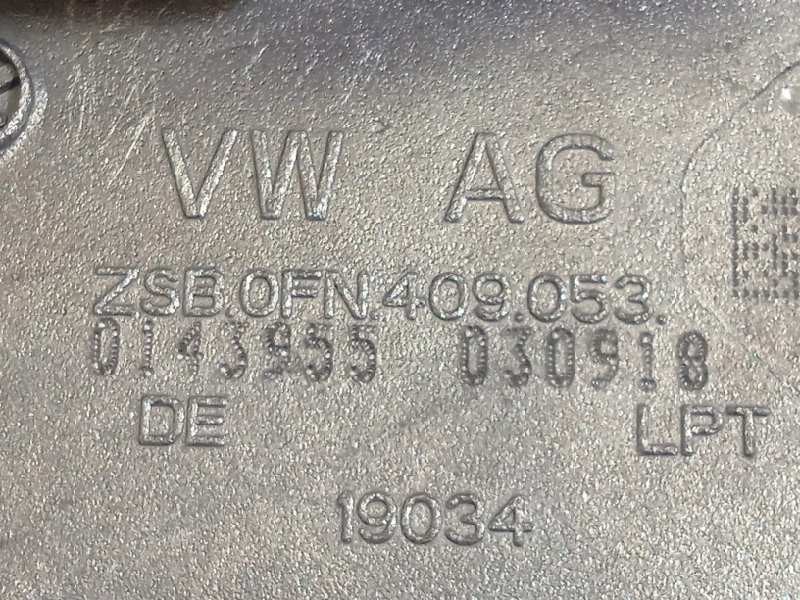 VW AG
ZSB.0FN.409.053.
0143955 030918
DE LPT
19034